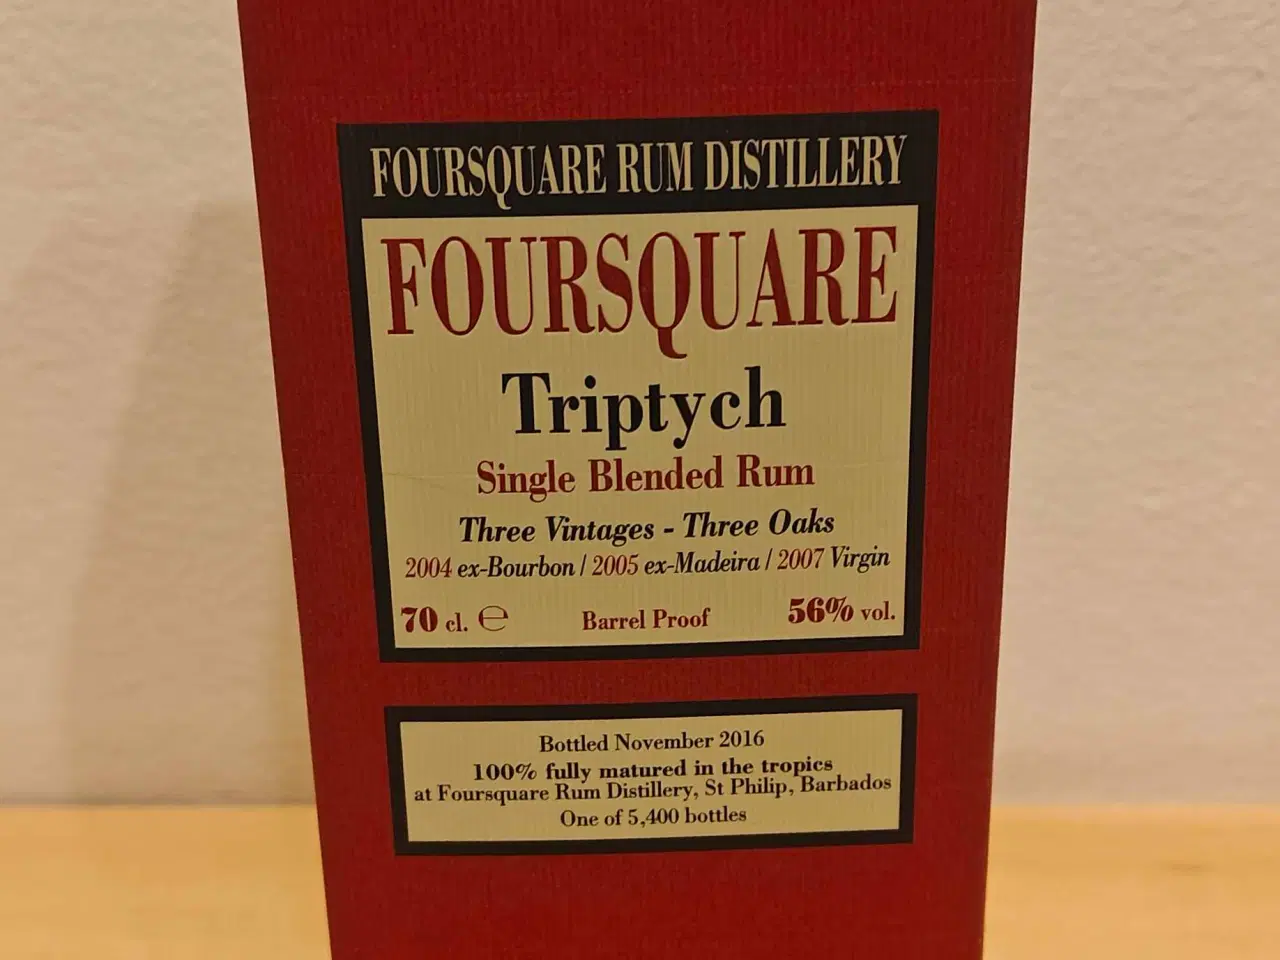 FOURSQUARE RUM DISTILLERY
FOURSQUARE
Triptych
Single Blended Rum
Three Vintages - Three Oaks
2004 ex-Bourbon / 2005 ex-Madeira / 2007 Virgin
70 cl. ℮ Barrel Proof 56% vol.
Bottled November 2016
100% fully matured in the tropics
at Foursquare Rum Distillery, St Philip, Barbados
One of 5,400 bottles